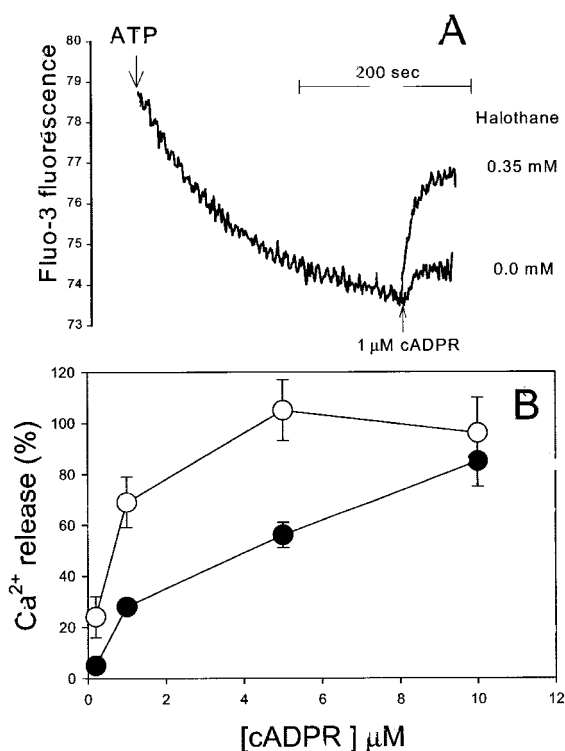 A
80
ATP
79
200 sec
78
Halothane
77
0.35 mM
76
75
0.0 mM
74
73
1 µM cADPR
Fluo-3 fluorescence
B
120
100
80
60
40
20
0
Ca2+ release (%)
0 2 4 6 8 10 12
[cADPR ] µM